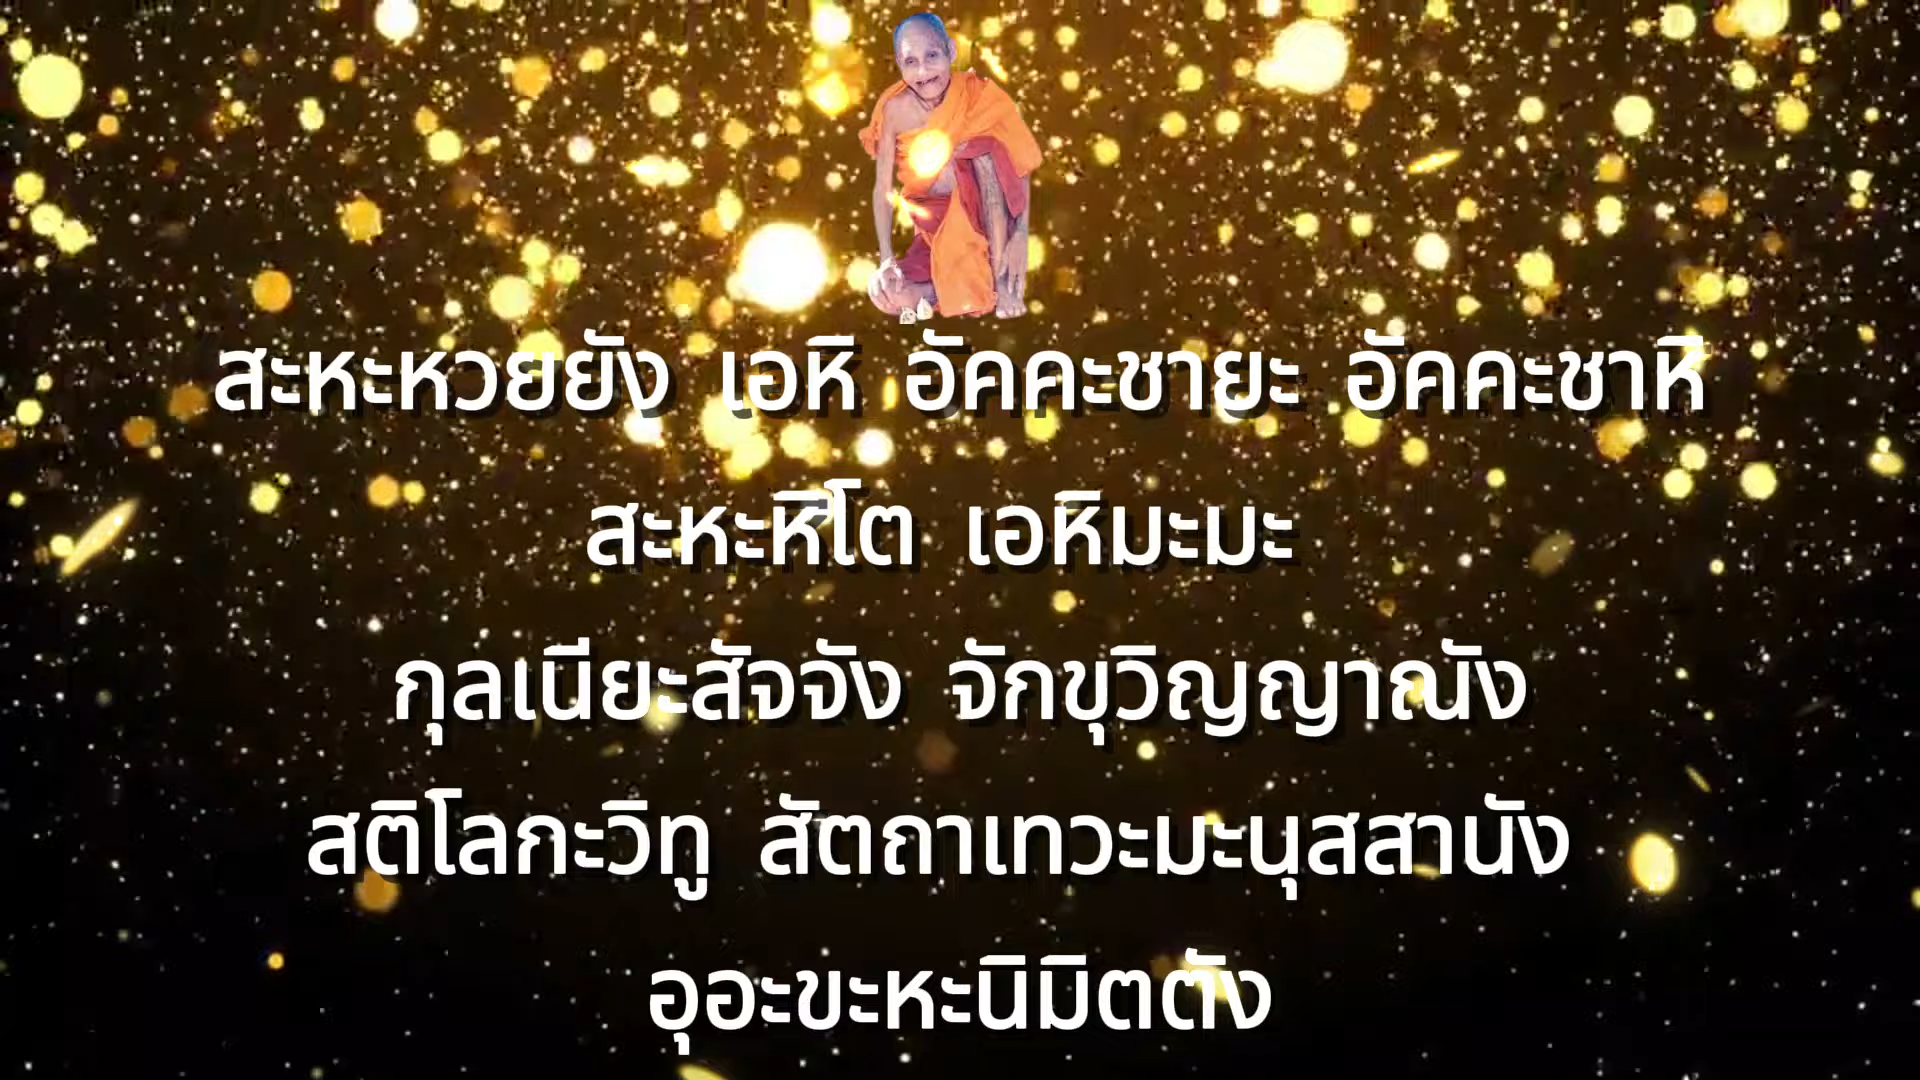 สะหะหวยยัง เอหิ อัคคะชายะ อัคคะชาหิ
สะหะหิโต เอหิมะมะ
กุลเนียะสัจจัง จักขุวิญญาณัง
สติโลกะวิทู สัตถาเทวะมะนุสสานัง
อุอะขะหะนิมิตตัง